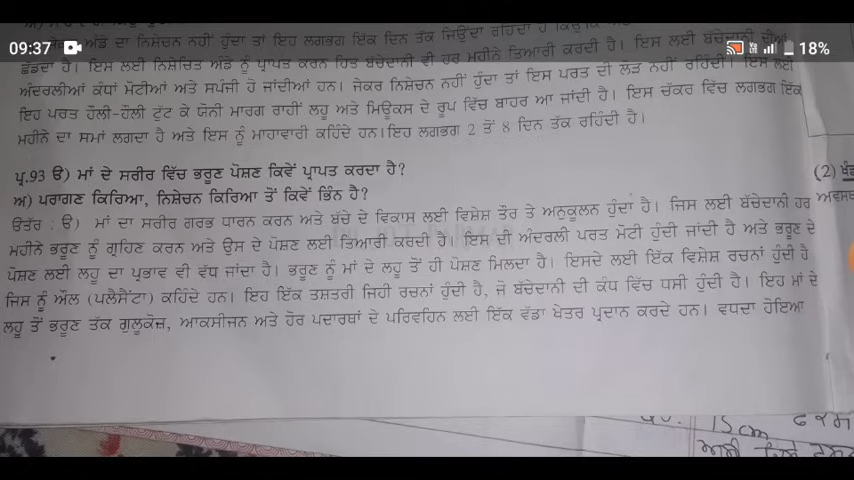 09:37 18%
ਅੰਡੇ ਦਾ ਨਿਸ਼ੇਚਨ ਨਹੀਂ ਹੁੰਦਾ ਤਾਂ ਇਹ ਲਗਭਗ ਇੱਕ ਦਿਨ ਤੱਕ ਜਿਉਂਦਾ ਰਹਿੰਦਾ ਹੈ
ਛੱਡਦਾ ਹੈ। ਇਸ ਲਈ ਨਿਸ਼ੇਚਿਤ ਅੰਡੇ ਨੂੰ ਪ੍ਰਾਪਤ ਕਰਨ ਹਿਤ ਬੱਚੇਦਾਨੀ ਵੀ ਹਰ ਮਹੀਨੇ ਤਿਆਰੀ ਕਰਦੀ ਹੈ। ਇਸ ਲਈ ਬੱਚੇਦਾਨੀ ਦੀਆਂ
ਅੰਦਰਲੀਆਂ ਕੰਧਾਂ ਮੋਟੀਆਂ ਅਤੇ ਸਪੰਜੀ ਹੋ ਜਾਂਦੀਆਂ ਹਨ। ਜੇਕਰ ਨਿਸ਼ੇਚਨ ਨਹੀਂ ਹੁੰਦਾ ਤਾਂ ਇਸ ਪਰਤ ਦੀ ਲੋੜ ਨਹੀਂ ਰਹਿੰਦੀ। ਇਸ ਲਈ
ਇਹ ਪਰਤ ਹੌਲੀ-ਹੌਲੀ ਟੁੱਟ ਕੇ ਯੋਨੀ ਮਾਰਗ ਰਾਹੀਂ ਲਹੂ ਅਤੇ ਮਿਊਕਸ ਦੇ ਰੂਪ ਵਿੱਚ ਬਾਹਰ ਆ ਜਾਂਦੀ ਹੈ। ਇਸ ਚੱਕਰ ਵਿੱਚ ਲਗਭਗ ਇੱਕ
ਮਹੀਨੇ ਦਾ ਸਮਾਂ ਲਗਦਾ ਹੈ ਅਤੇ ਇਸ ਨੂੰ ਮਾਹਾਵਾਰੀ ਕਹਿੰਦੇ ਹਨ।ਇਹ ਲਗਭਗ 2 ਤੋਂ 8 ਦਿਨ ਤੱਕ ਰਹਿੰਦੀ ਹੈ।
ਪ੍ਰ.93 ੳ) ਮਾਂ ਦੇ ਸਰੀਰ ਵਿੱਚ ਭਰੂਣ ਪੋਸ਼ਣ ਕਿਵੇਂ ਪ੍ਰਾਪਤ ਕਰਦਾ ਹੈ?
ਅ) ਪਰਾਗਣ ਕਿਰਿਆ, ਨਿਸ਼ੇਚਨ ਕਿਰਿਆ ਤੋਂ ਕਿਵੇਂ ਭਿੰਨ ਹੈ?
ਉਤੱਰ : ੳ) ਮਾਂ ਦਾ ਸਰੀਰ ਗਰਭ ਧਾਰਨ ਕਰਨ ਅਤੇ ਬੱਚੇ ਦੇ ਵਿਕਾਸ ਲਈ ਵਿਸ਼ੇਸ਼ ਤੌਰ ਤੇ ਅਨੁਕੂਲਨ ਹੁੰਦਾ ਹੈ। ਜਿਸ ਲਈ ਬੱਚੇਦਾਨੀ ਹਰ
ਮਹੀਨੇ ਭਰੂਣ ਨੂੰ ਗ੍ਰਹਿਣ ਕਰਨ ਅਤੇ ਉਸ ਦੇ ਪੋਸ਼ਣ ਲਈ ਤਿਆਰੀ ਕਰਦੀ ਹੈ। ਇਸ ਦੀ ਅੰਦਰਲੀ ਪਰਤ ਮੋਟੀ ਹੁੰਦੀ ਜਾਂਦੀ ਹੈ ਅਤੇ ਭਰੂਣ ਦੇ
ਪੋਸ਼ਣ ਲਈ ਲਹੂ ਦਾ ਪ੍ਰਭਾਵ ਵੀ ਵੱਧ ਜਾਂਦਾ ਹੈ। ਭਰੂਣ ਨੂੰ ਮਾਂ ਦੇ ਲਹੂ ਤੋਂ ਹੀ ਪੋਸ਼ਣ ਮਿਲਦਾ ਹੈ। ਇਸਦੇ ਲਈ ਇੱਕ ਵਿਸ਼ੇਸ਼ ਰਚਨਾਂ ਹੁੰਦੀ ਹੈ
ਜਿਸ ਨੂੰ ਔਲ (ਪਲੈਸੈਂਟਾ) ਕਹਿੰਦੇ ਹਨ। ਇਹ ਇੱਕ ਤਸ਼ਤਰੀ ਜਿਹੀ ਰਚਨਾਂ ਹੁੰਦੀ ਹੈ, ਜੋ ਬੱਚੇਦਾਨੀ ਦੀ ਕੰਧ ਵਿੱਚ ਧਸੀ ਹੁੰਦੀ ਹੈ। ਇਹ ਮਾਂ ਦੇ
ਲਹੂ ਤੋਂ ਭਰੂਣ ਤੱਕ ਗੁਲੂਕੋਜ਼, ਆਕਸੀਜਨ ਅਤੇ ਹੋਰ ਪਦਾਰਥਾਂ ਦੇ ਪਰਿਵਹਿਨ ਲਈ ਇੱਕ ਵੱਡਾ ਖੇਤਰ ਪ੍ਰਦਾਨ ਕਰਦੇ ਹਨ। ਵਧਦਾ ਹੋਇਆ
(2)
15cm